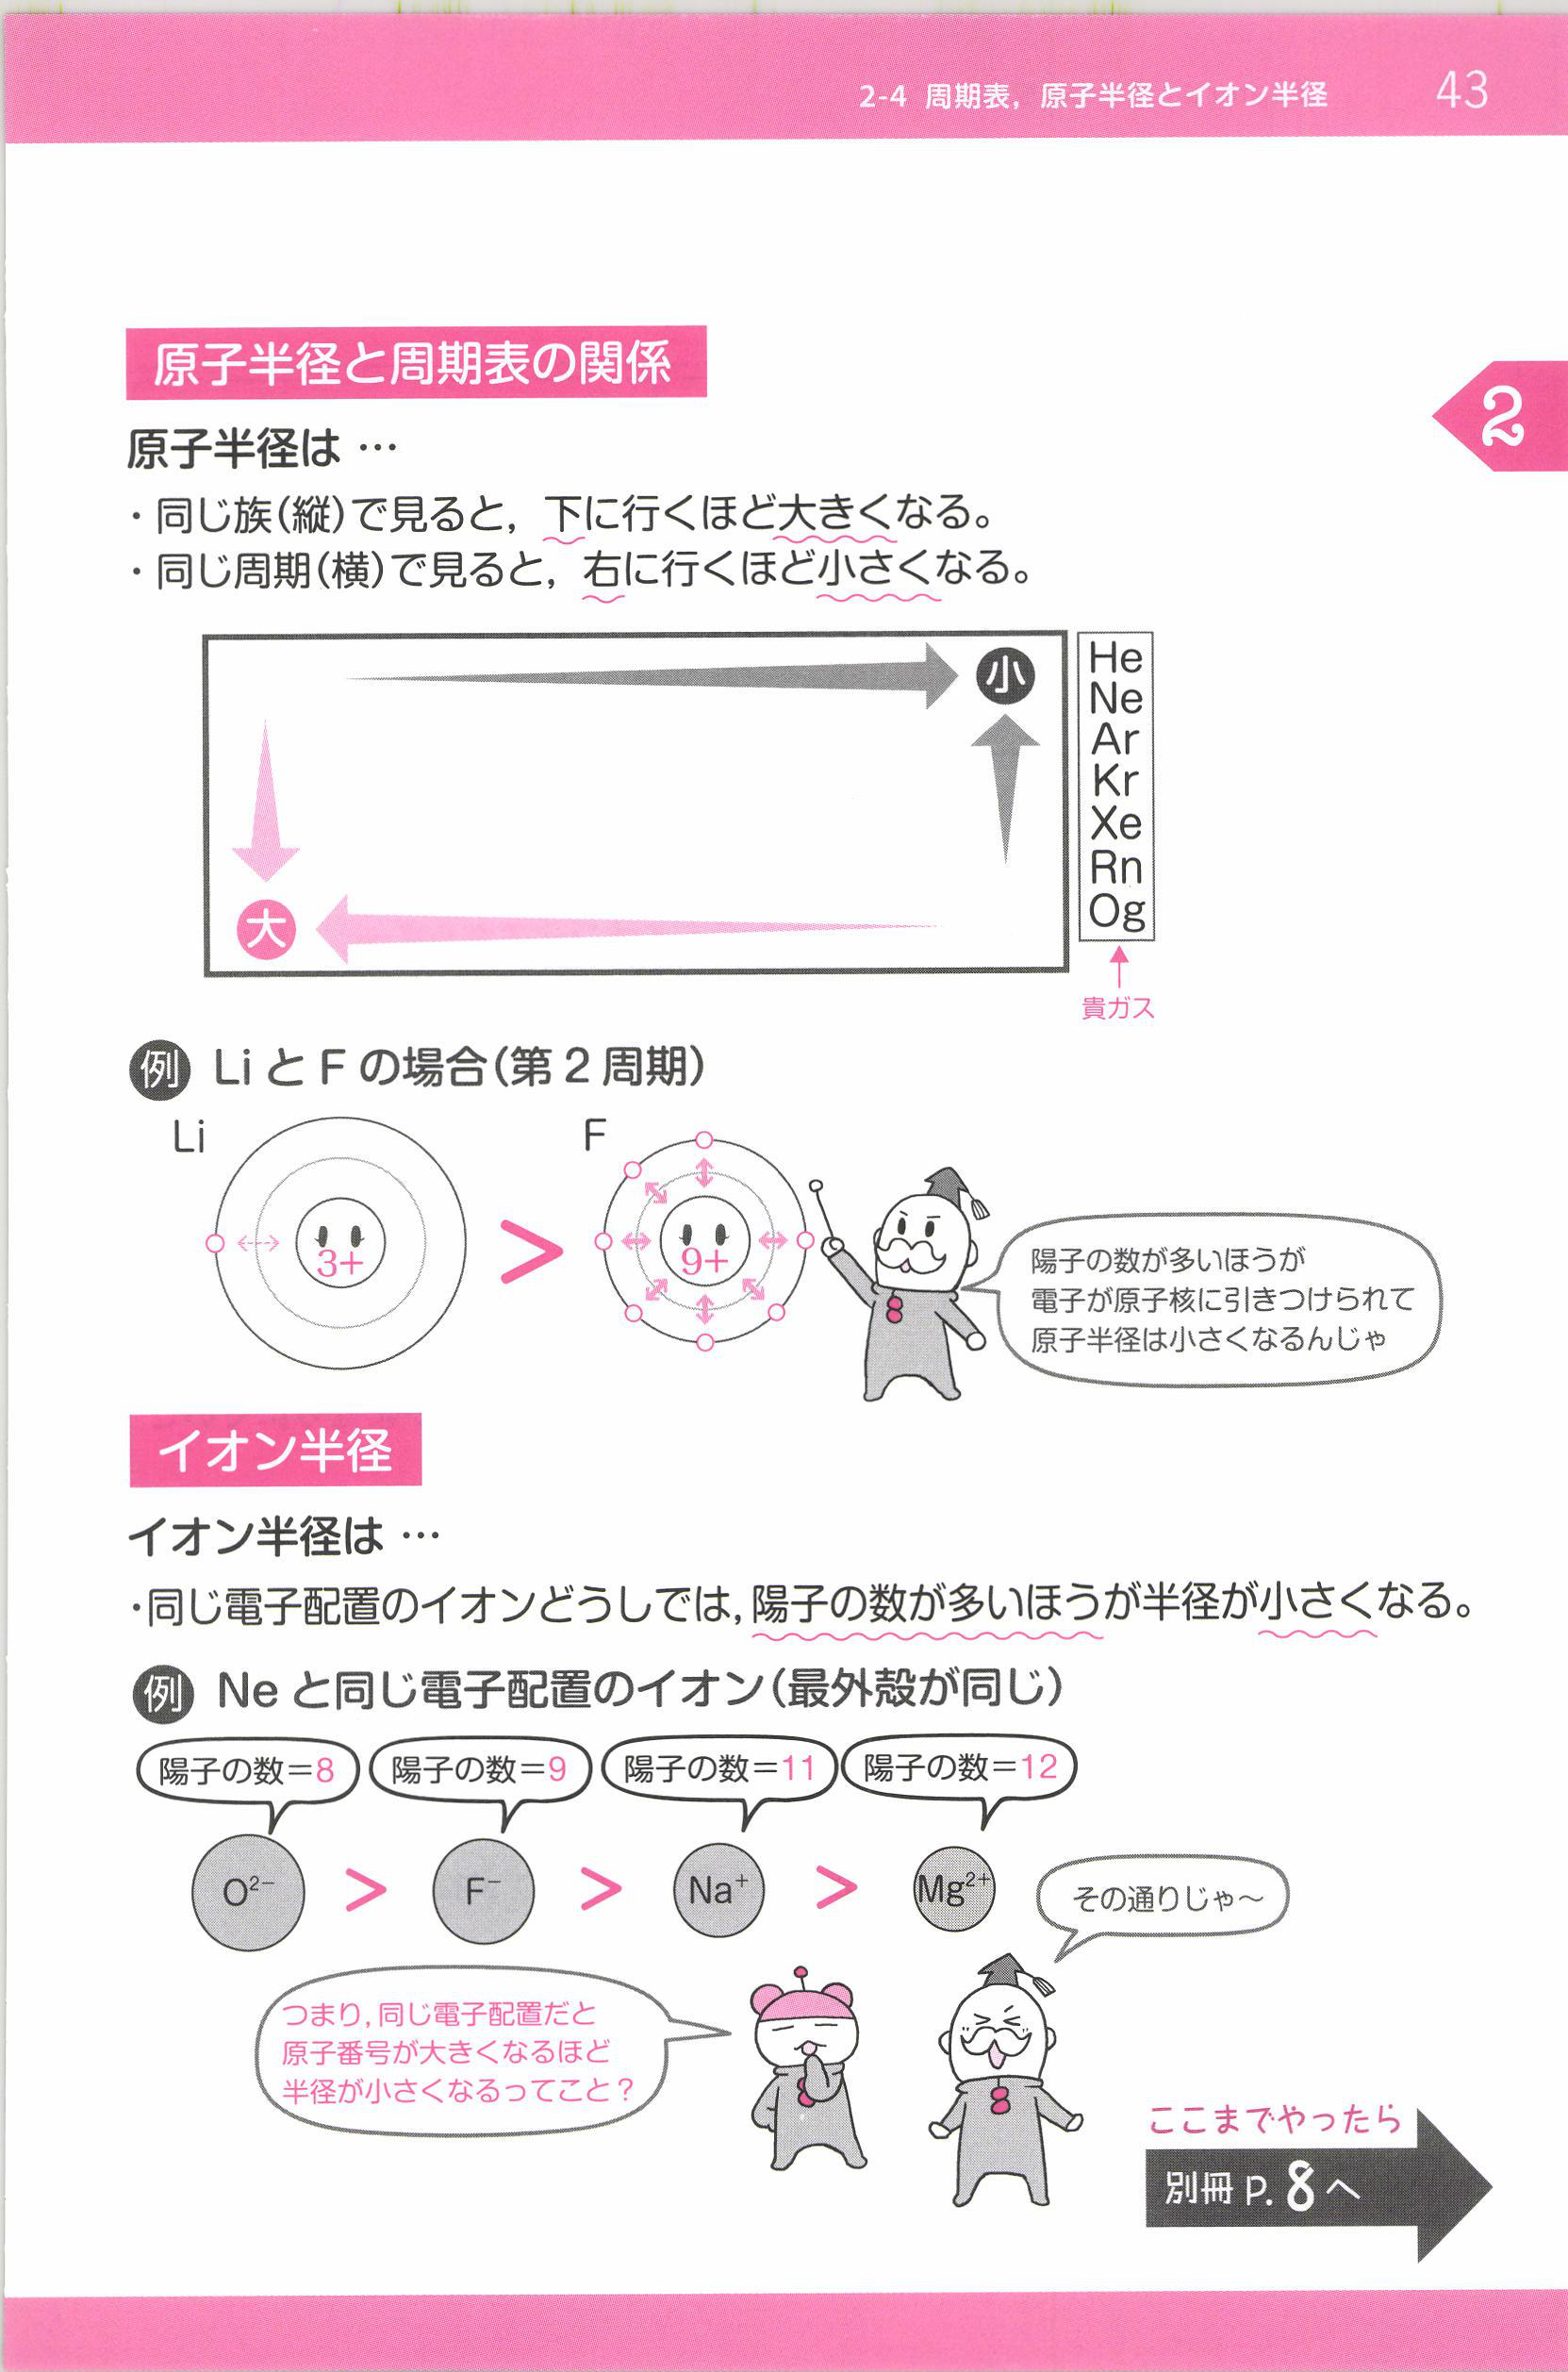 2-4 周期表，原子半径とイオン半径 43
原子半径と周期表の関係
2
原子半径は …
・同じ族(縦)で見ると，下に行くほど大きくなる。
・同じ周期(横)で見ると，右に行くほど小さくなる。
小
大
He
Ne
Ar
Kr
Xe
Rn
Og
貴ガス
例 LiとFの場合(第2周期)
Li
3+
>
F
9+
陽子の数が多いほうが
電子が原子核に引きつけられて
原子半径は小さくなるんじゃ
イオン半径
イオン半径は …
・同じ電子配置のイオンどうしでは，陽子の数が多いほうが半径が小さくなる。
例 Neと同じ電子配置のイオン(最外殻が同じ)
陽子の数＝8 陽子の数＝9 陽子の数＝11 陽子の数＝12
O²⁻ > F⁻ > Na⁺ > Mg²⁺
その通りじゃ〜
つまり，同じ電子配置だと
原子番号が大きくなるほど
半径が小さくなるってこと？
ここまでやったら
別冊 P. 8 へ